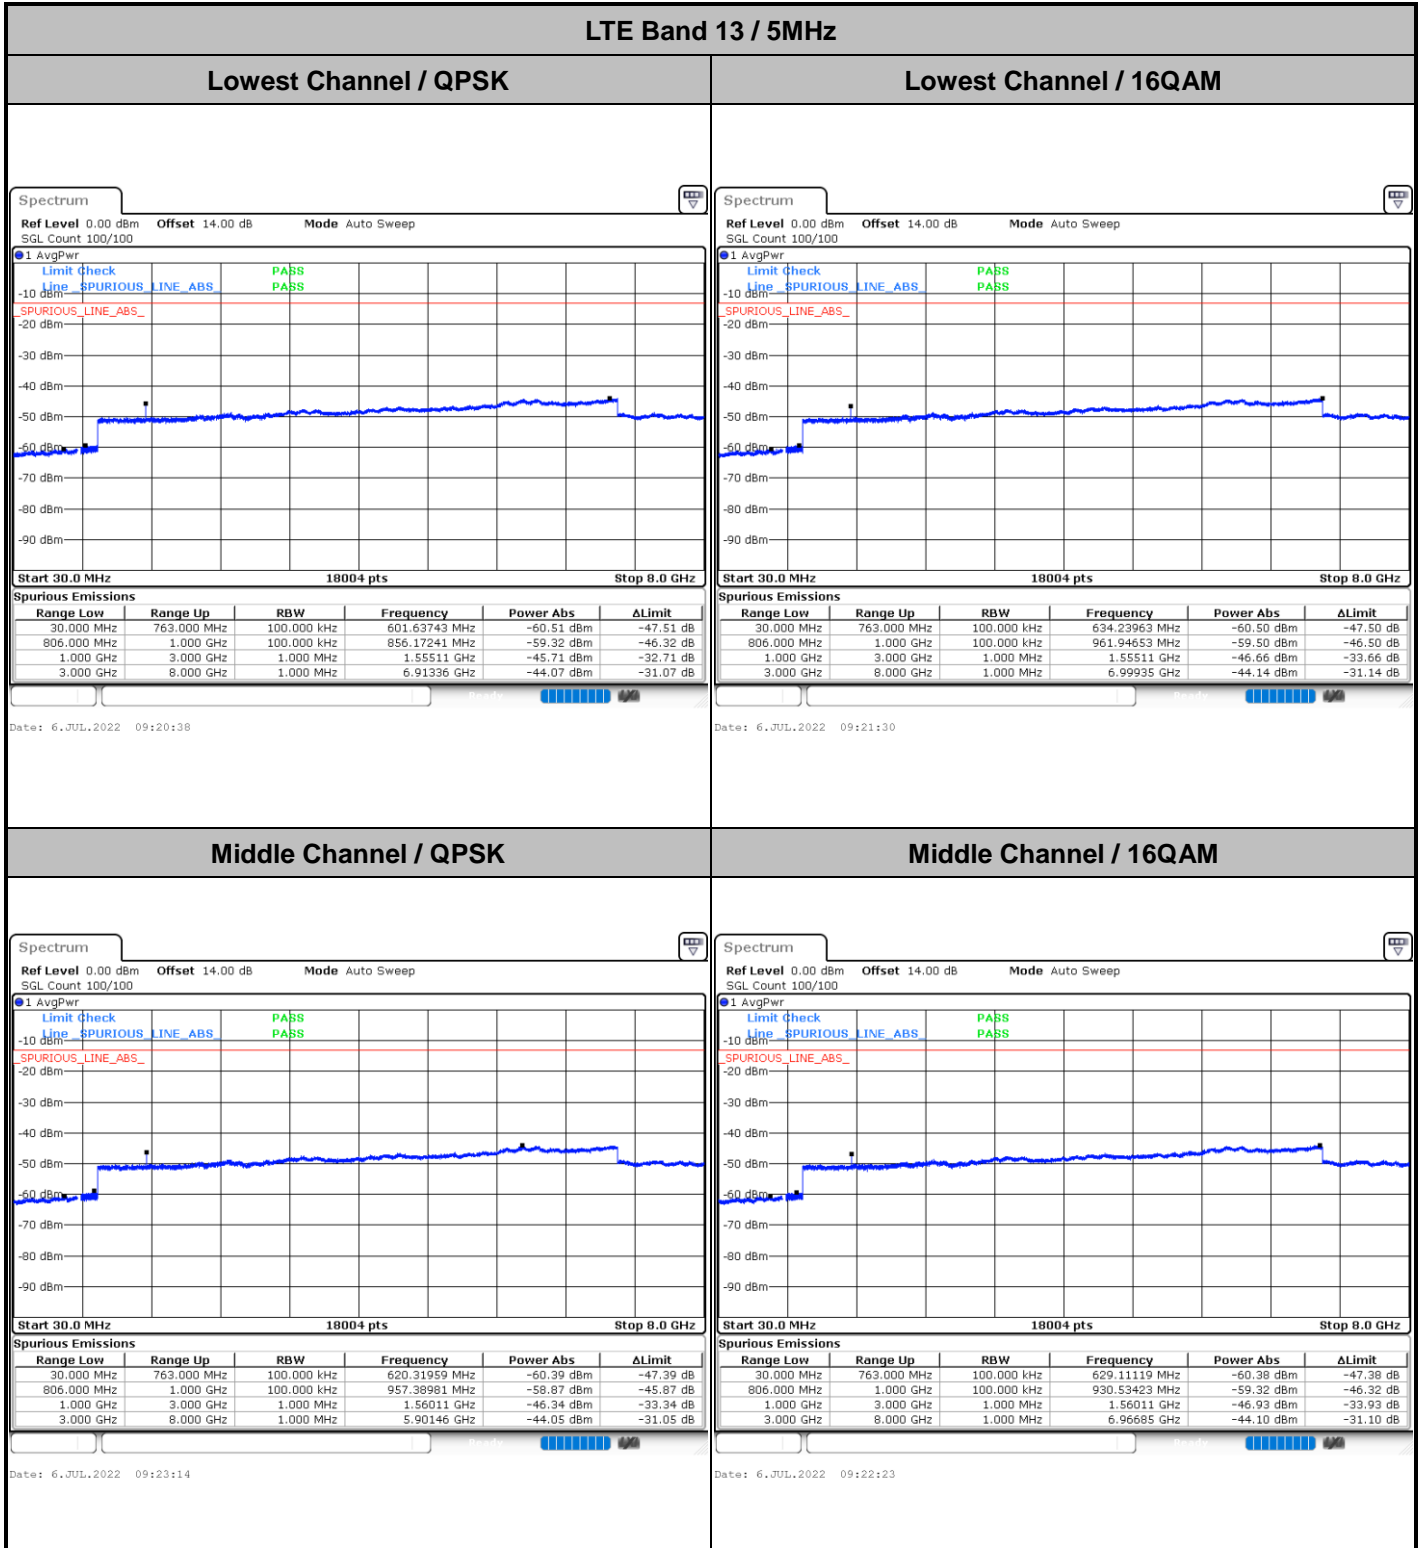 LTE Band 13 / 5MHz
Lowest Channel / QPSK
Lowest Channel / 16QAM
Spectrum
Ref Level 0.00 dBm Offset 14.00 dB Mode Auto Sweep
SGL Count 100/100
1 AvgPwr
Limit Check PASS
Line _SPURIOUS_LINE_ABS_ PASS
-10 dBm
_SPURIOUS_LINE_ABS_
-20 dBm
-30 dBm
-40 dBm
-50 dBm
-60 dBm
-70 dBm
-80 dBm
-90 dBm
Start 30.0 MHz 18004 pts Stop 8.0 GHz
Spurious Emissions
Range Low Range Up RBW Frequency Power Abs ΔLimit
30.000 MHz 763.000 MHz 100.000 kHz 601.63743 MHz -60.51 dBm -47.51 dB
806.000 MHz 1.000 GHz 100.000 kHz 856.17241 MHz -59.32 dBm -46.32 dB
1.000 GHz 3.000 GHz 1.000 MHz 1.55511 GHz -45.71 dBm -32.71 dB
3.000 GHz 8.000 GHz 1.000 MHz 6.91336 GHz -44.07 dBm -31.07 dB
Ready
Date: 6.JUL.2022 09:20:38
Spectrum
Ref Level 0.00 dBm Offset 14.00 dB Mode Auto Sweep
SGL Count 100/100
1 AvgPwr
Limit Check PASS
Line _SPURIOUS_LINE_ABS_ PASS
-10 dBm
_SPURIOUS_LINE_ABS_
-20 dBm
-30 dBm
-40 dBm
-50 dBm
-60 dBm
-70 dBm
-80 dBm
-90 dBm
Start 30.0 MHz 18004 pts Stop 8.0 GHz
Spurious Emissions
Range Low Range Up RBW Frequency Power Abs ΔLimit
30.000 MHz 763.000 MHz 100.000 kHz 634.23963 MHz -60.50 dBm -47.50 dB
806.000 MHz 1.000 GHz 100.000 kHz 961.94653 MHz -59.50 dBm -46.50 dB
1.000 GHz 3.000 GHz 1.000 MHz 1.55511 GHz -46.66 dBm -33.66 dB
3.000 GHz 8.000 GHz 1.000 MHz 6.99935 GHz -44.14 dBm -31.14 dB
Ready
Date: 6.JUL.2022 09:21:30
Middle Channel / QPSK
Middle Channel / 16QAM
Spectrum
Ref Level 0.00 dBm Offset 14.00 dB Mode Auto Sweep
SGL Count 100/100
1 AvgPwr
Limit Check PASS
Line _SPURIOUS_LINE_ABS_ PASS
-10 dBm
_SPURIOUS_LINE_ABS_
-20 dBm
-30 dBm
-40 dBm
-50 dBm
-60 dBm
-70 dBm
-80 dBm
-90 dBm
Start 30.0 MHz 18004 pts Stop 8.0 GHz
Spurious Emissions
Range Low Range Up RBW Frequency Power Abs ΔLimit
30.000 MHz 763.000 MHz 100.000 kHz 620.31959 MHz -60.39 dBm -47.39 dB
806.000 MHz 1.000 GHz 100.000 kHz 957.38981 MHz -58.87 dBm -45.87 dB
1.000 GHz 3.000 GHz 1.000 MHz 1.56011 GHz -46.34 dBm -33.34 dB
3.000 GHz 8.000 GHz 1.000 MHz 5.90146 GHz -44.05 dBm -31.05 dB
Ready
Date: 6.JUL.2022 09:23:14
Spectrum
Ref Level 0.00 dBm Offset 14.00 dB Mode Auto Sweep
SGL Count 100/100
1 AvgPwr
Limit Check PASS
Line _SPURIOUS_LINE_ABS_ PASS
-10 dBm
_SPURIOUS_LINE_ABS_
-20 dBm
-30 dBm
-40 dBm
-50 dBm
-60 dBm
-70 dBm
-80 dBm
-90 dBm
Start 30.0 MHz 18004 pts Stop 8.0 GHz
Spurious Emissions
Range Low Range Up RBW Frequency Power Abs ΔLimit
30.000 MHz 763.000 MHz 100.000 kHz 629.11119 MHz -60.38 dBm -47.38 dB
806.000 MHz 1.000 GHz 100.000 kHz 930.53423 MHz -59.32 dBm -46.32 dB
1.000 GHz 3.000 GHz 1.000 MHz 1.56011 GHz -46.93 dBm -33.93 dB
3.000 GHz 8.000 GHz 1.000 MHz 6.96685 GHz -44.10 dBm -31.10 dB
Ready
Date: 6.JUL.2022 09:22:23